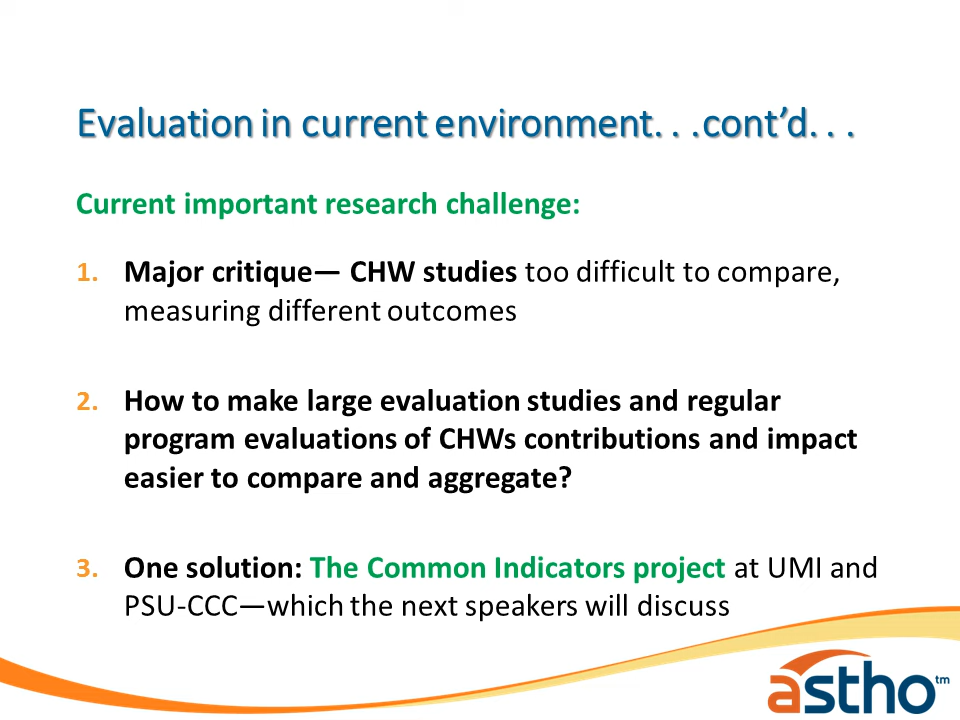 Evaluation in current environment. . .cont’d. . .
Current important research challenge:
1. Major critique— CHW studies too difficult to compare,
measuring different outcomes
2. How to make large evaluation studies and regular
program evaluations of CHWs contributions and impact
easier to compare and aggregate?
3. One solution: The Common Indicators project at UMI and
PSU-CCC—which the next speakers will discuss
astho tm